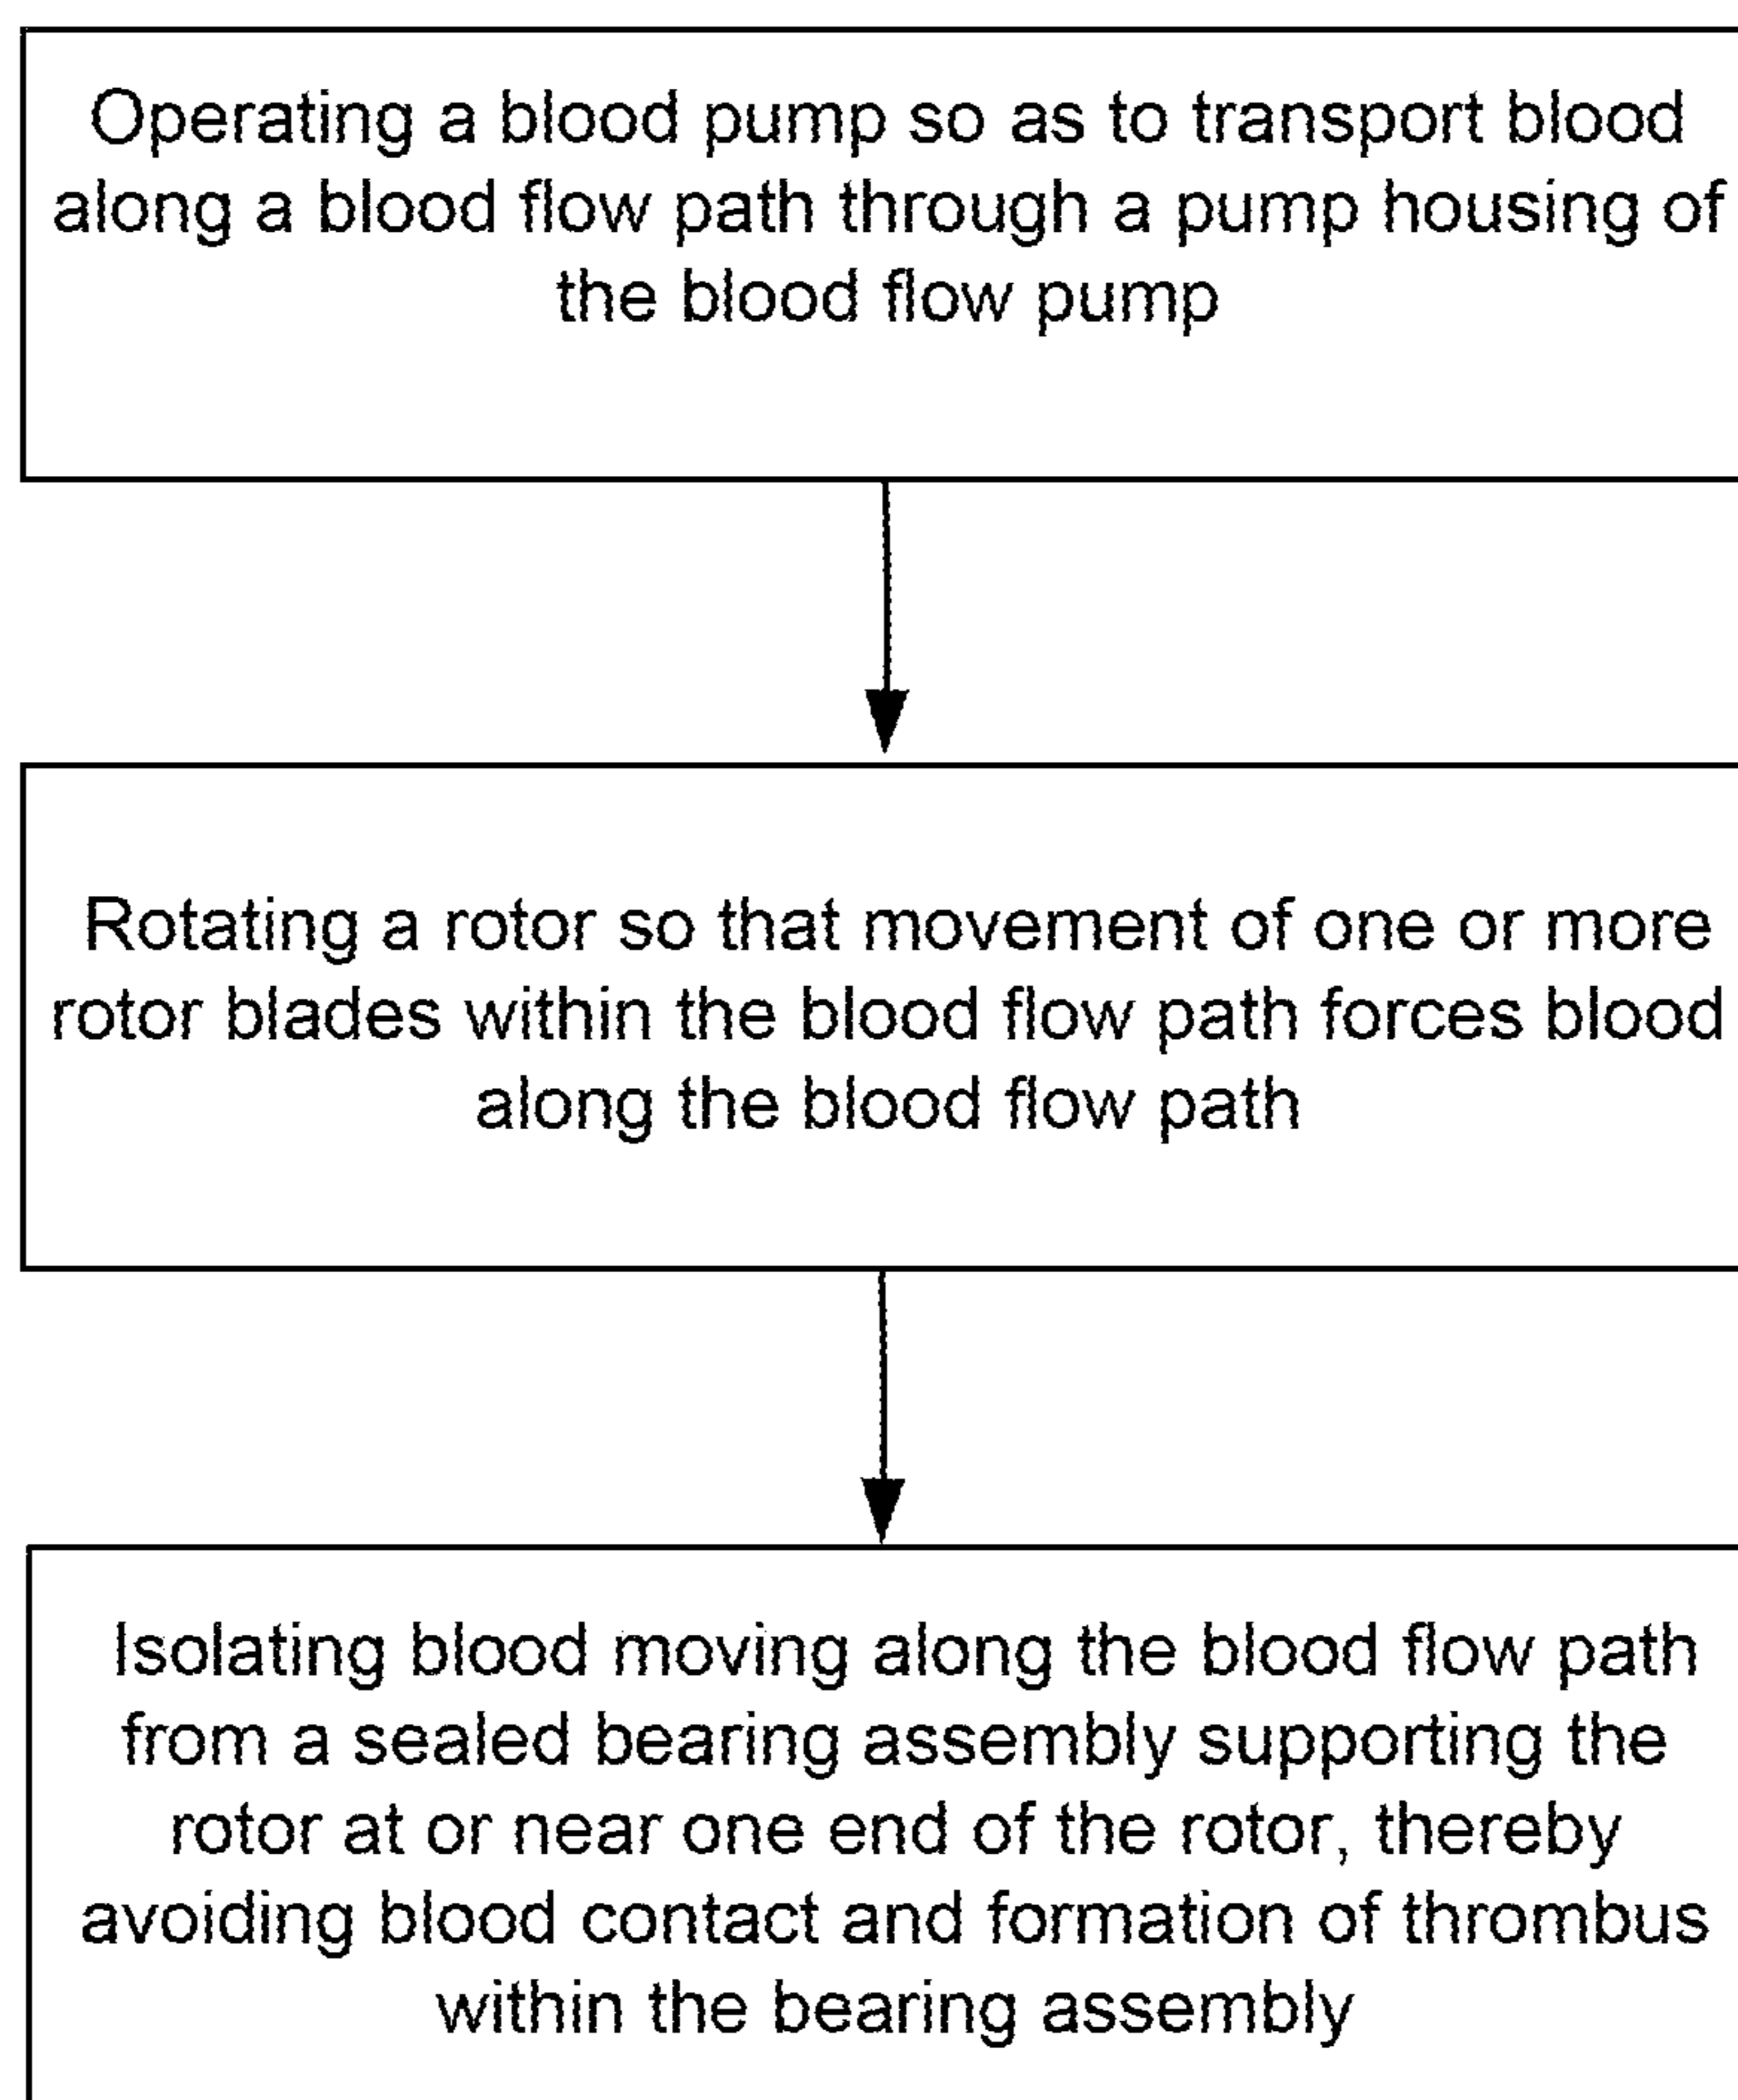 Operating a blood pump so as to transport blood
along a blood flow path through a pump housing of
the blood flow pump
Rotating a rotor so that movement of one or more
rotor blades within the blood flow path forces blood
along the blood flow path
Isolating blood moving along the blood flow path
from a sealed bearing assembly supporting the
rotor at or near one end of the rotor, thereby
avoiding blood contact and formation of thrombus
within the bearing assembly